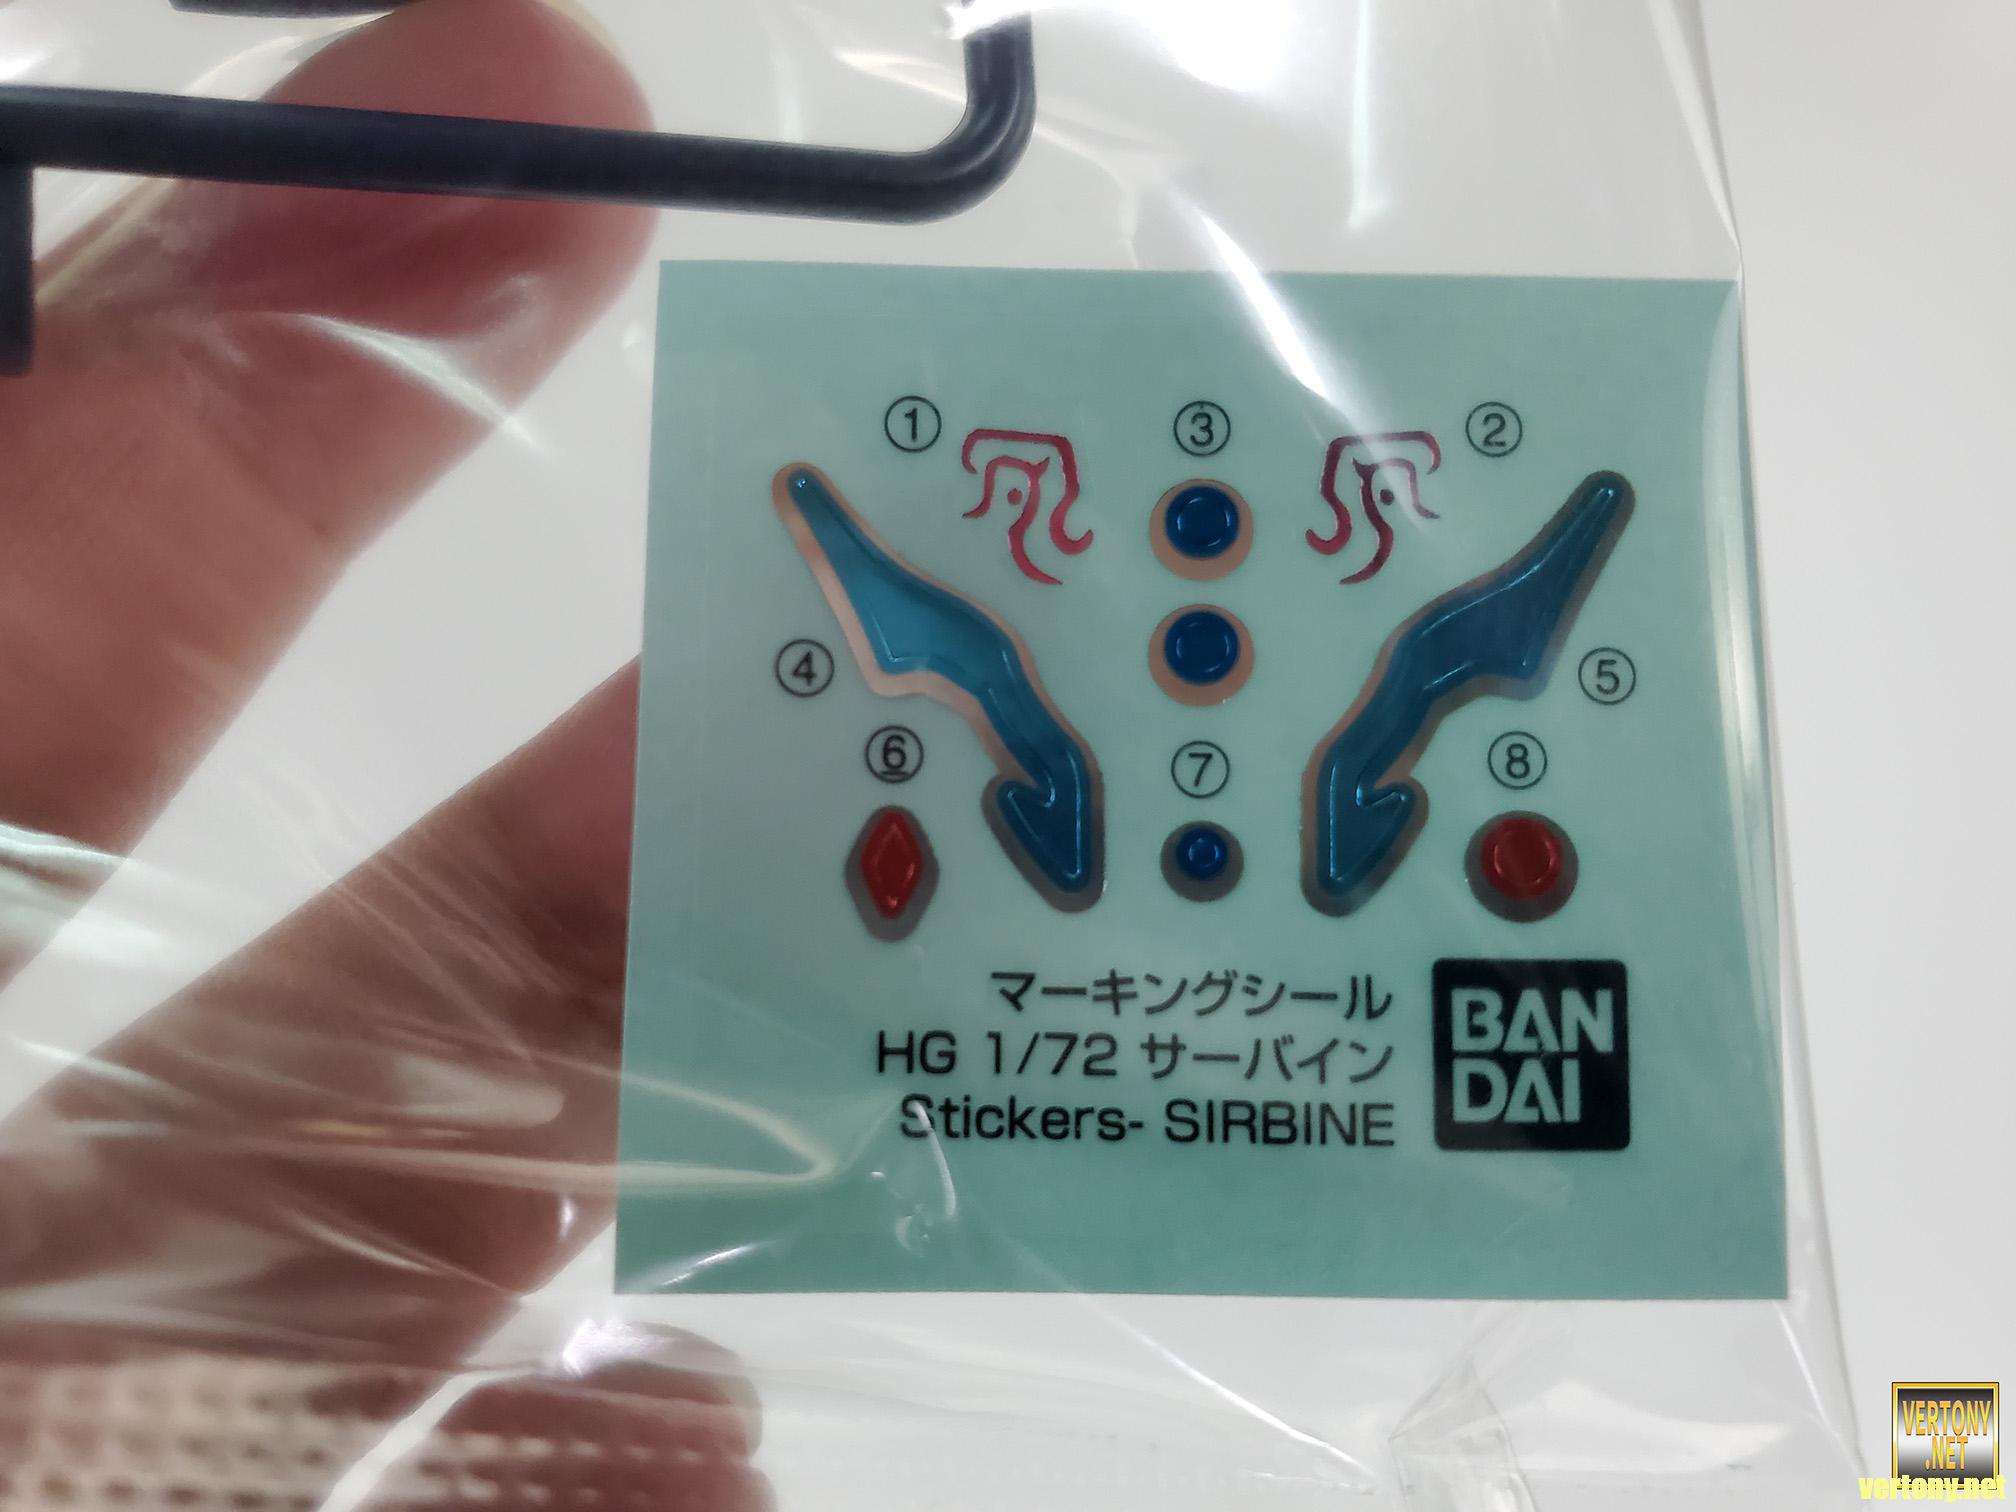 ① ③ ②
④ ⑤
⑥ ⑦ ⑧
マーキングシール
HG 1/72 サーバイン
Stickers- SIRBINE
BAN
DAI
VERTONY
.NET
vertony.net